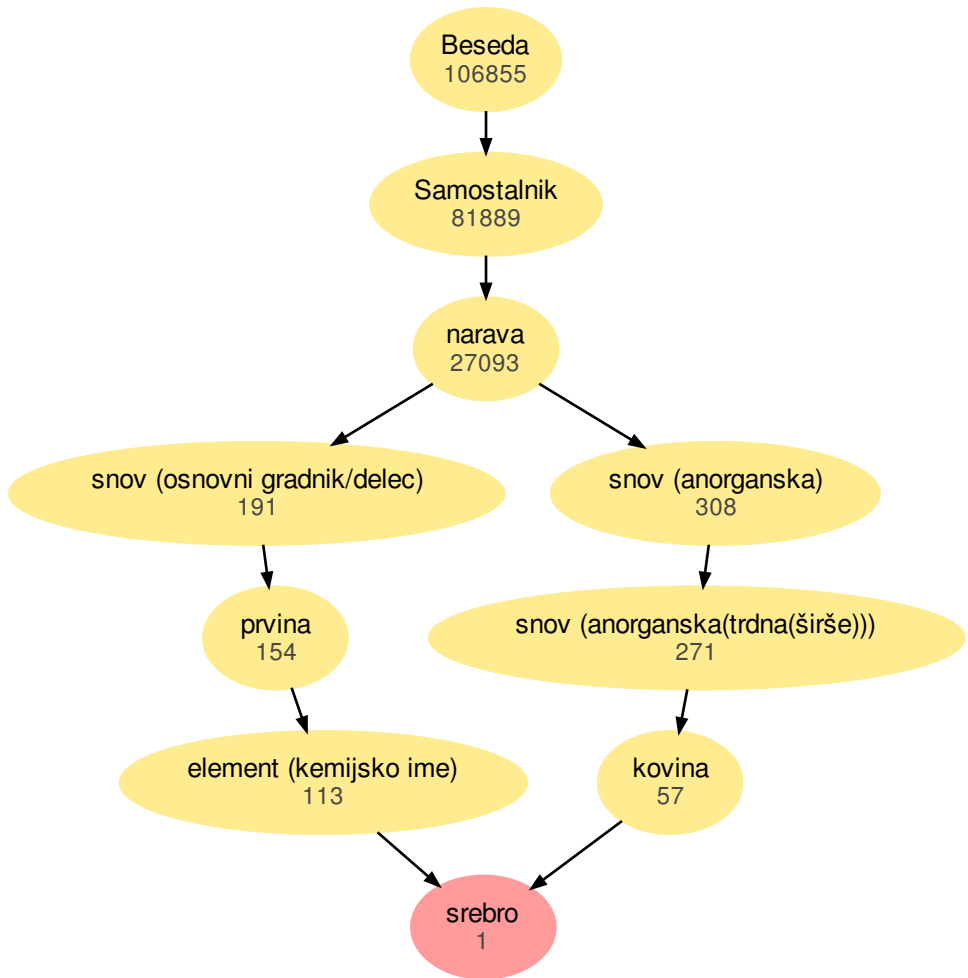 Beseda
106855
Samostalnik
81889
narava
27093
snov (osnovni gradnik/delec)
191
snov (anorganska)
308
prvina
154
snov (anorganska(trdna(širše)))
271
element (kemijsko ime)
113
kovina
57
srebro
1